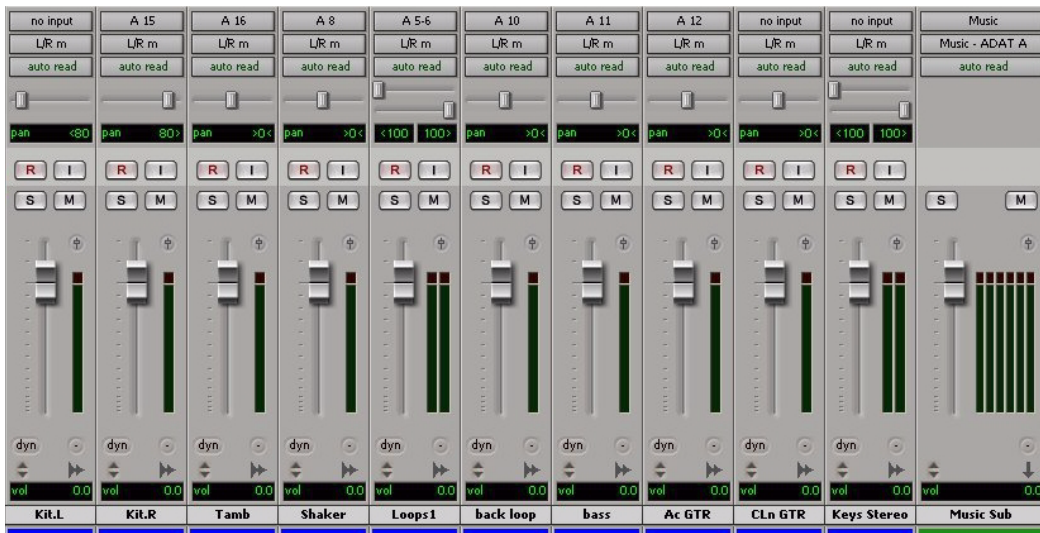 no input A 15 A 16 A 8 A 5-6 A 10 A 11 A 12 no input no input Music
L/R m L/R m L/R m L/R m L/R m L/R m L/R m L/R m L/R m L/R m Music - ADAT A
auto read auto read auto read auto read auto read auto read auto read auto read auto read auto read auto read
pan <80 pan 80> pan >0< pan >0< <100 100> pan >0< pan >0< pan >0< pan >0< <100 100>
R I R I R I R I R I R I R I R I R I R I
S M S M S M S M S M S M S M S M S M S M S M
dyn dyn dyn dyn dyn dyn dyn dyn dyn dyn
vol 0.0 vol 0.0 vol 0.0 vol 0.0 vol 0.0 vol 0.0 vol 0.0 vol 0.0 vol 0.0 vol 0.0 vol 0.0
Kit.L Kit.R Tamb Shaker Loops1 back loop bass Ac GTR CLn GTR Keys Stereo Music Sub